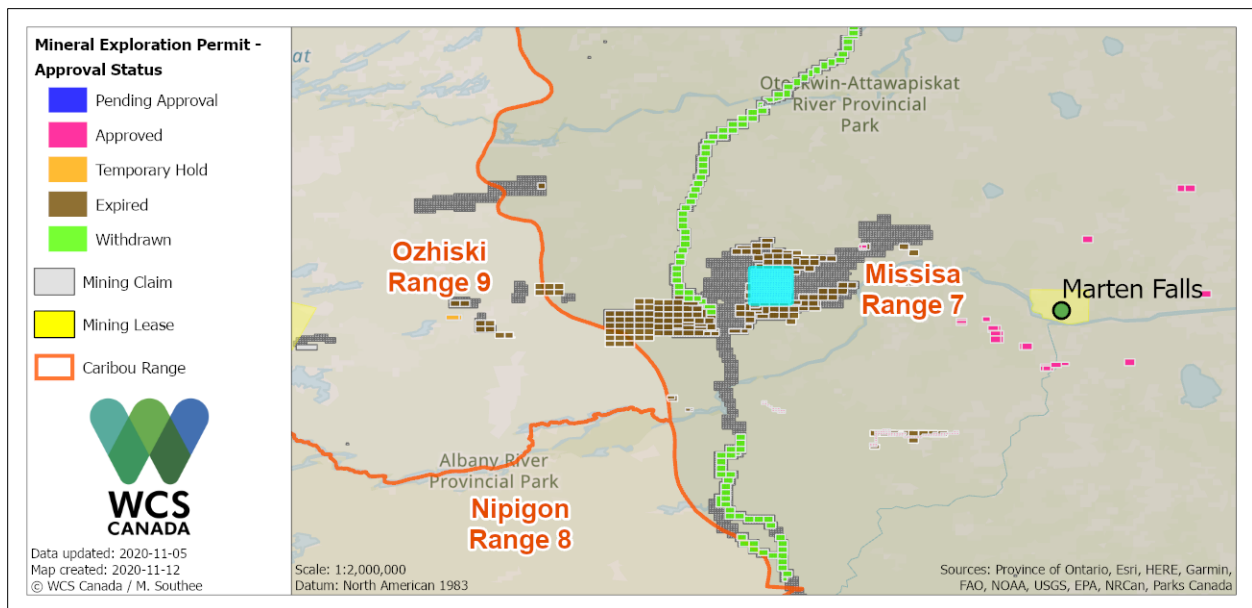 Mineral Exploration Permit -
Approval Status
Pending Approval
Approved
Temporary Hold
Expired
Withdrawn
Mining Claim
Mining Lease
Caribou Range
WCS
CANADA
Data updated: 2020-11-05
Map created: 2020-11-12
© WCS Canada / M. Southee
at
Otoskwin-Attawapiskat
River Provincial
Park
Ozhiski
Range 9
Missisa
Range 7
Marten Falls
Albany River
Provincial Park
Nipigon
Range 8
Scale: 1:2,000,000
Datum: North American 1983
Sources: Province of Ontario, Esri, HERE, Garmin,
FAO, NOAA, USGS, EPA, NRCan, Parks Canada